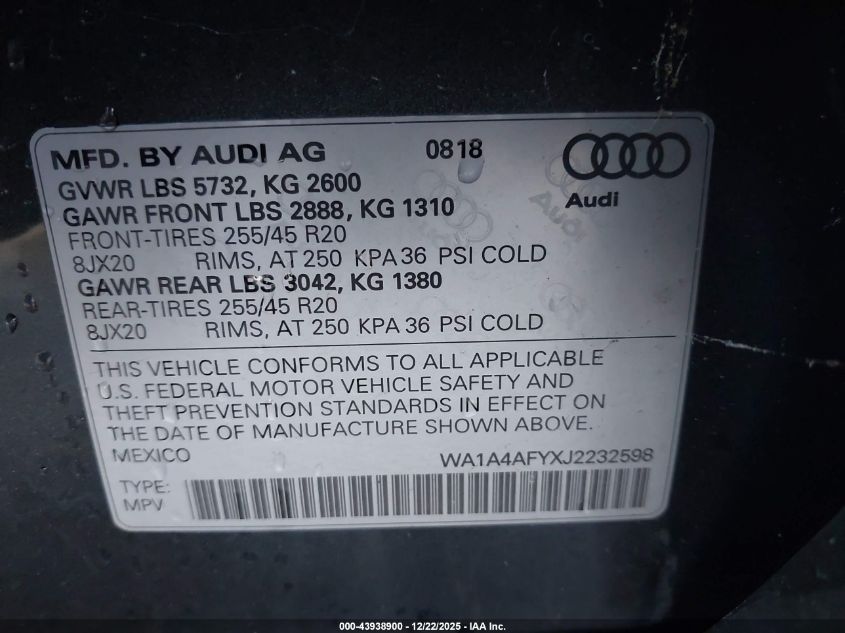 MFD. BY AUDI AG 0818
GVWR LBS 5732, KG 2600
Audi
GAWR FRONT LBS 2888, KG 1310
FRONT-TIRES 255/45 R20
8JX20 RIMS, AT 250 KPA 36 PSI COLD
GAWR REAR LBS 3042, KG 1380
REAR-TIRES 255/45 R20
8JX20 RIMS, AT 250 KPA 36 PSI COLD
THIS VEHICLE CONFORMS TO ALL APPLICABLE
U.S. FEDERAL MOTOR VEHICLE SAFETY AND
THEFT PREVENTION STANDARDS IN EFFECT ON
THE DATE OF MANUFACTURE SHOWN ABOVE.
MEXICO WA1A4AFYXJ2232598
TYPE:
MPV
000-43938900 - 12/22/2025 - IAA Inc.